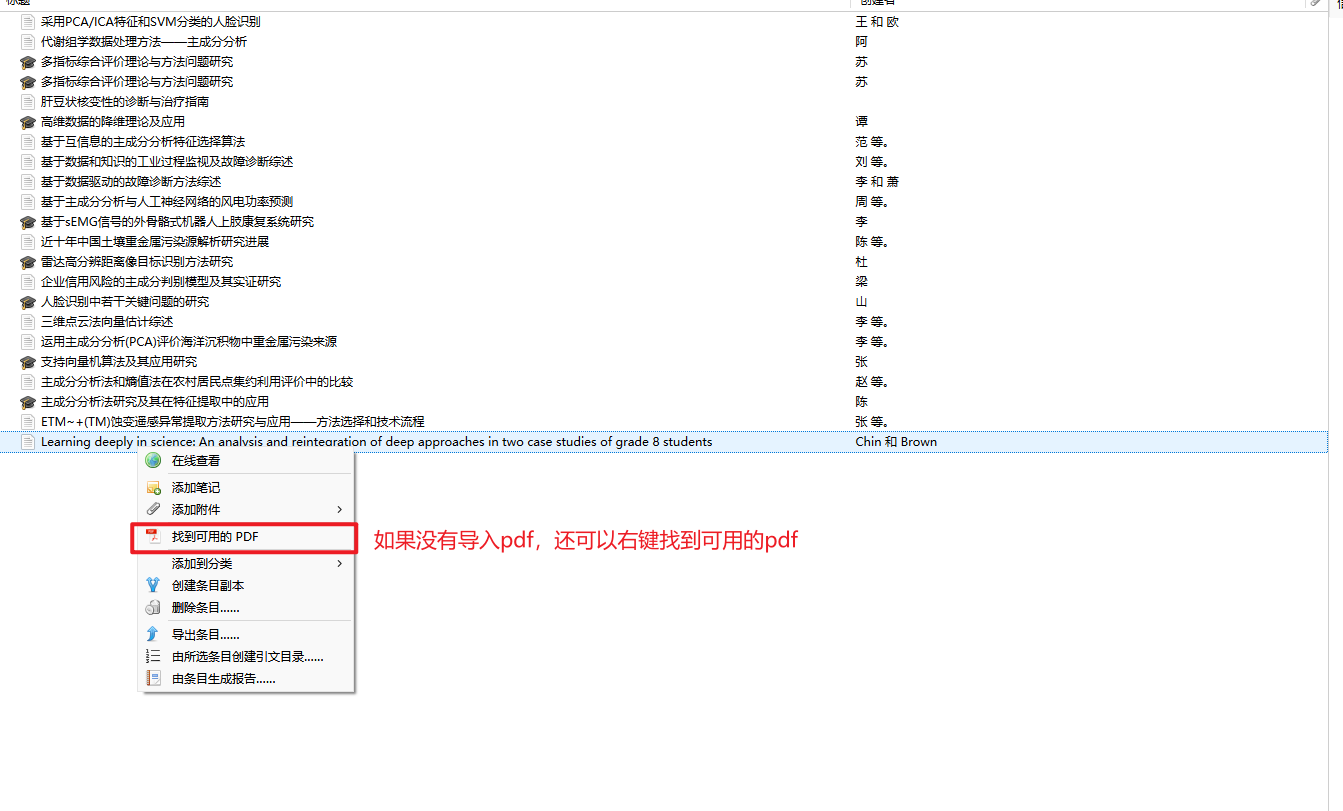 标题 创建者
采用PCA/ICA特征和SVM分类的人脸识别 王 和 欧
代谢组学数据处理方法——主成分分析 阿
多指标综合评价理论与方法问题研究 苏
多指标综合评价理论与方法问题研究 苏
肝豆状核变性的诊断与治疗指南
高维数据的降维理论及应用 谭
基于互信息的主成分分析特征选择算法 范 等。
基于数据和知识的工业过程监视及故障诊断综述 刘 等。
基于数据驱动的故障诊断方法综述 李 和 萧
基于主成分分析与人工神经网络的风电功率预测 周 等。
基于sEMG信号的外骨骼式机器人上肢康复系统研究 李
近十年中国土壤重金属污染源解析研究进展 陈 等。
雷达高分辨距离像目标识别方法研究 杜
企业信用风险的主成分判别模型及其实证研究 梁
人脸识别中若干关键问题的研究 山
三维点云法向量估计综述 李 等。
运用主成分分析(PCA)评价海洋沉积物中重金属污染来源 李 等。
支持向量机算法及其应用研究 张
主成分分析法和熵值法在农村居民点集约利用评价中的比较 赵 等。
主成分分析法研究及其在特征提取中的应用 陈
ETM~+(TM)蚀变遥感异常提取方法研究与应用——方法选择和技术流程 张 等。
Learning deeply in science: An analysis and reintegration of deep approaches in two case studies of grade 8 students Chin 和 Brown
在线查看
添加笔记
添加附件
找到可用的 PDF 如果没有导入pdf，还可以右键找到可用的pdf
添加到分类
创建条目副本
删除条目......
导出条目......
由所选条目创建引文目录......
由条目生成报告......